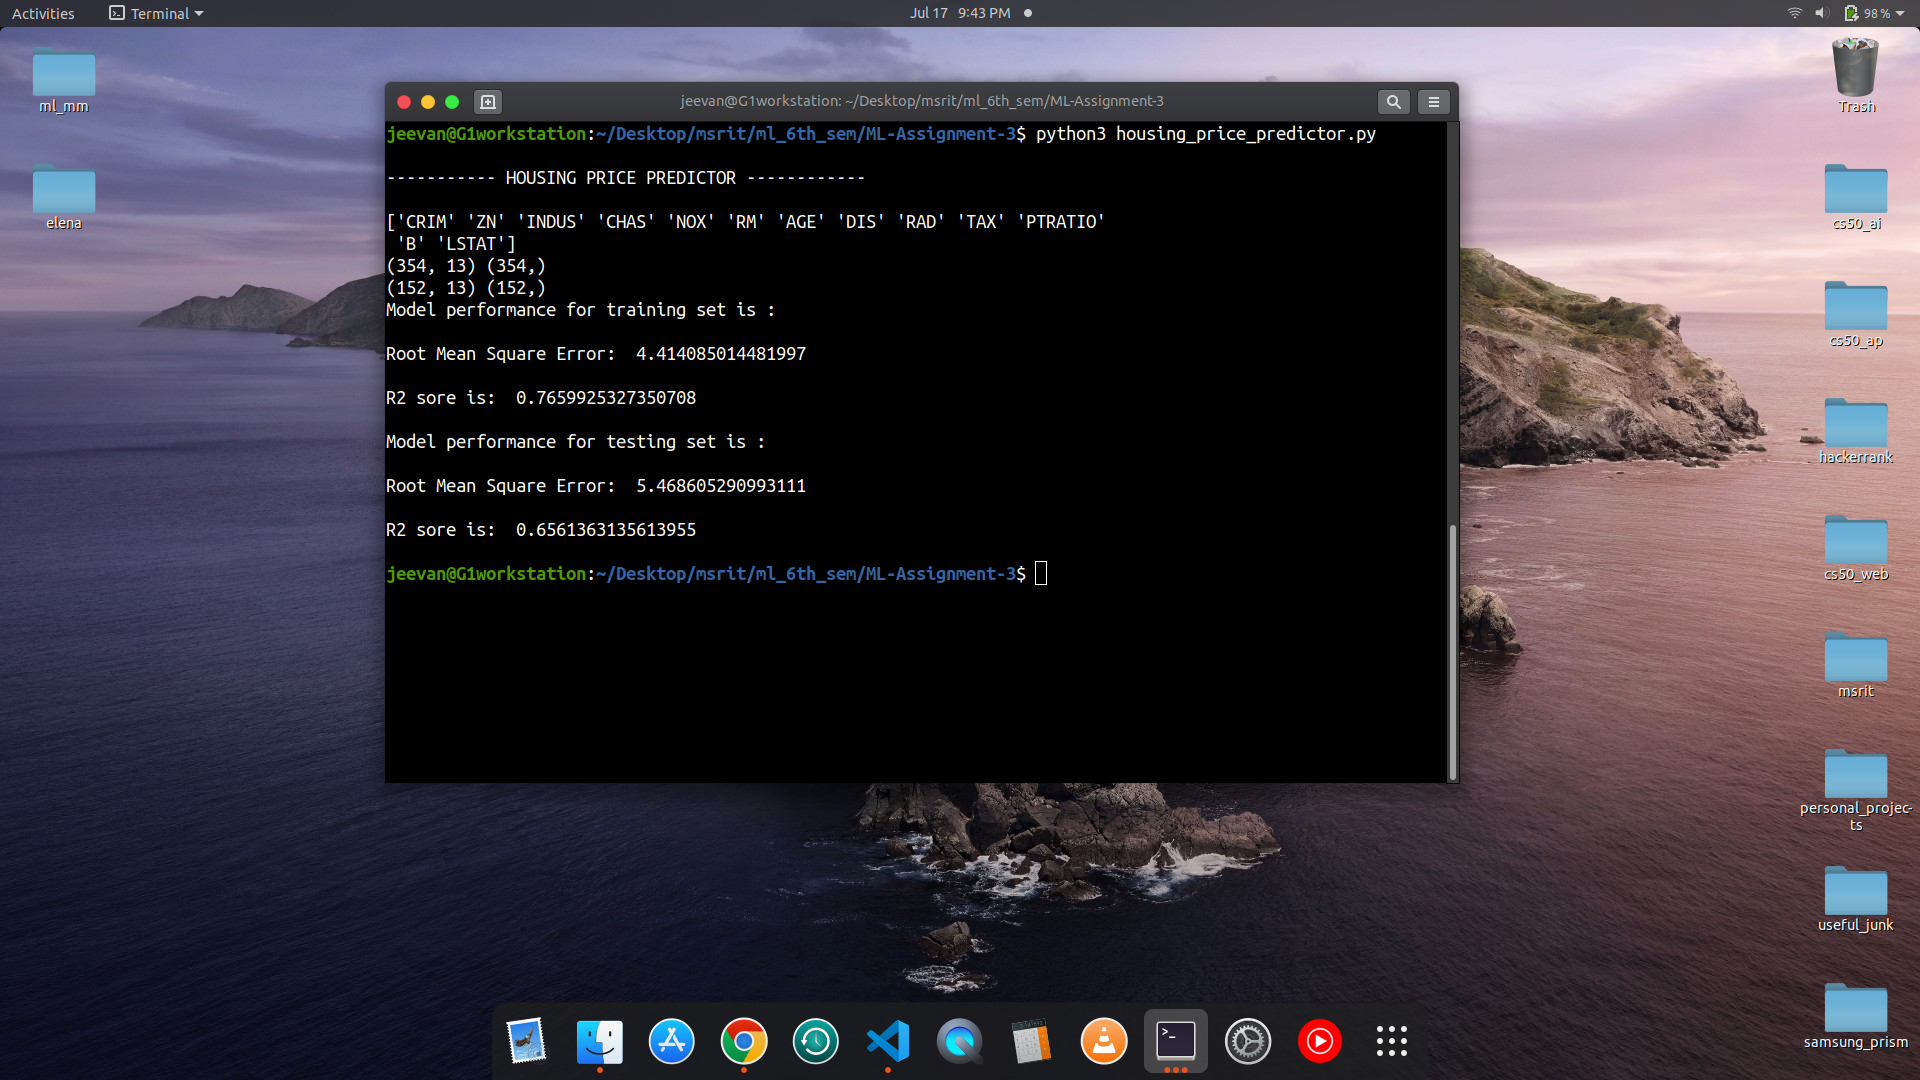 Activities Terminal
Jul 17 9:43 PM
98 %
jeevan@G1workstation: ~/Desktop/msrit/ml_6th_sem/ML-Assignment-3
jeevan@G1workstation:~/Desktop/msrit/ml_6th_sem/ML-Assignment-3$ python3 housing_price_predictor.py
----------- HOUSING PRICE PREDICTOR ------------
['CRIM' 'ZN' 'INDUS' 'CHAS' 'NOX' 'RM' 'AGE' 'DIS' 'RAD' 'TAX' 'PTRATIO'
'B' 'LSTAT']
(354, 13) (354,)
(152, 13) (152,)
Model performance for training set is :
Root Mean Square Error:  4.414085014481997
R2 sore is:  0.7659925327350708
Model performance for testing set is :
Root Mean Square Error:  5.468605290993111
R2 sore is:  0.6561363135613955
jeevan@G1workstation:~/Desktop/msrit/ml_6th_sem/ML-Assignment-3$
ml_mm
elena
Trash
cs50_ai
cs50_ap
hackerrank
cs50_web
msrit
personal_projec-
ts
useful_junk
samsung_prism